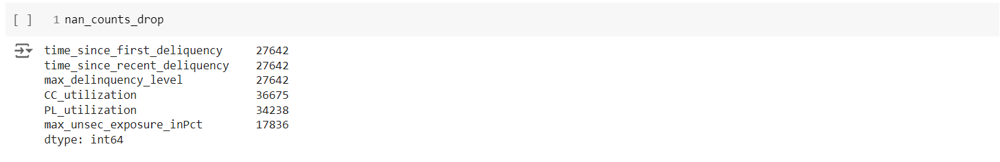 [ ] 1 nan_counts_drop
time_since_first_deliquency 27642
time_since_recent_deliquency 27642
max_delinquency_level 27642
CC_utilization 36675
PL_utilization 34238
max_unsec_exposure_inPct 17836
dtype: int64